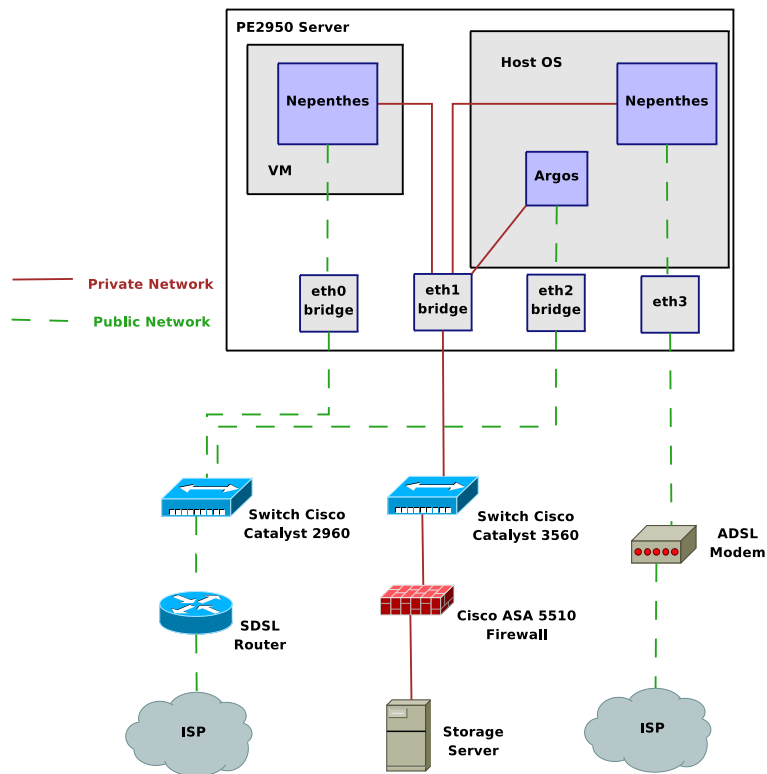 PE2950 Server
Host OS
Nepenthes
Nepenthes
VM
Argos
eth0
bridge
eth1
bridge
eth2
bridge
eth3
Private Network
Public Network
Switch Cisco
Catalyst 2960
Switch Cisco
Catalyst 3560
ADSL
Modem
SDSL
Router
Cisco ASA 5510
Firewall
ISP
Storage
Server
ISP